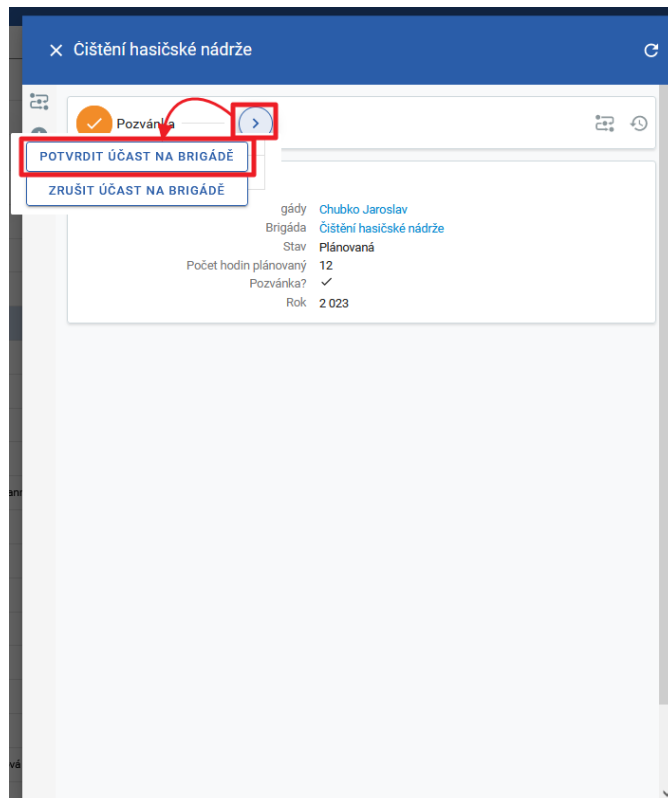 Čištění hasičské nádrže
Pozvánka
POTVRDIT ÚČAST NA BRIGÁDĚ
ZRUŠIT ÚČAST NA BRIGÁDĚ
gády Chubko Jaroslav
Brigáda Čištění hasičské nádrže
Stav Plánovaná
Počet hodin plánovaný 12
Pozvánka?
Rok 2 023